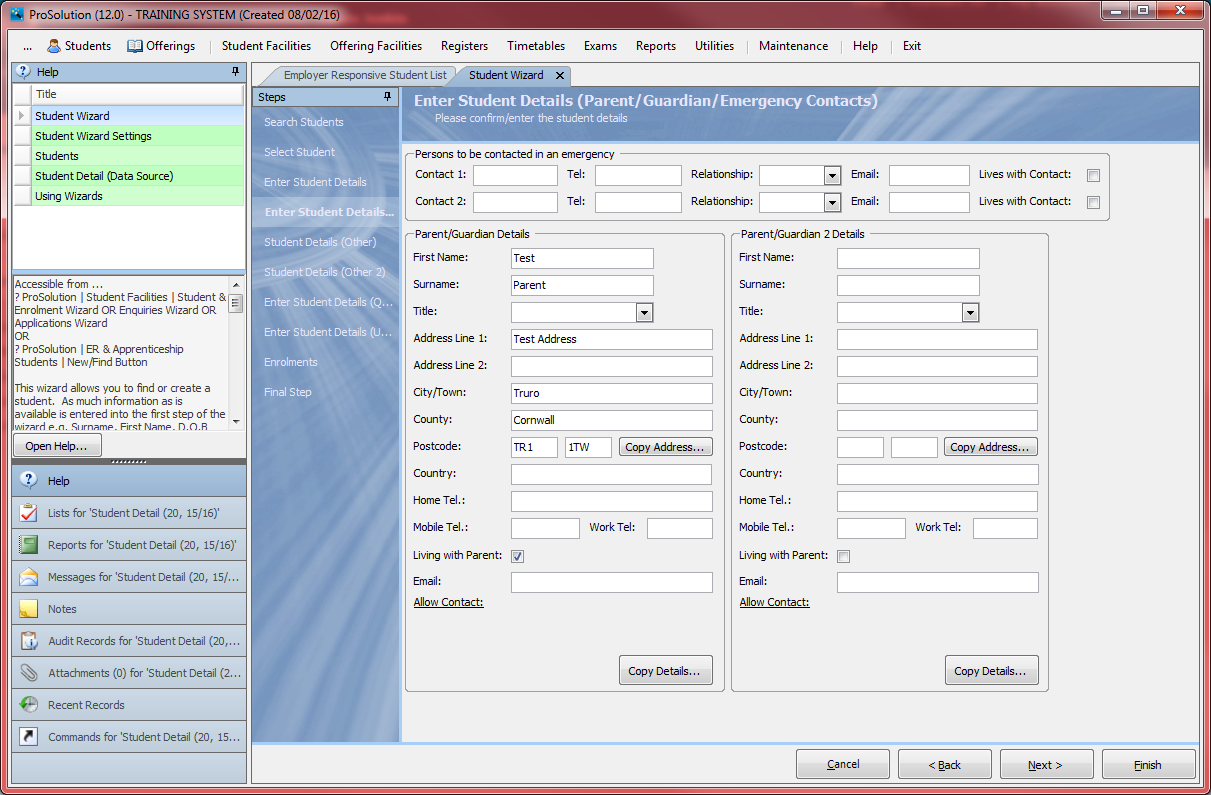 ProSolution (12.0) - TRAINING SYSTEM (Created 08/02/16)
... Students Offerings Student Facilities Offering Facilities Registers Timetables Exams Reports Utilities Maintenance Help Exit
Help
Title
Student Wizard
Student Wizard Settings
Students
Student Detail (Data Source)
Using Wizards
Accessible from ...
? ProSolution | Student Facilities | Student &
Enrolment Wizard OR Enquiries Wizard OR
Applications Wizard
OR
? ProSolution | ER & Apprenticeship
Students | New/Find Button
This wizard allows you to find or create a
student. As much information as is
available is entered into the first step of the
wizard e.g. Surname, First Name, D.O.B
Open Help...
Help
Lists for 'Student Detail (20, 15/16)'
Reports for 'Student Detail (20, 15/16)'
Messages for 'Student Detail (20, 15/...
Notes
Audit Records for 'Student Detail (20,...
Attachments (0) for 'Student Detail (2...
Recent Records
Commands for 'Student Detail (20, 15...
Employer Responsive Student List
Student Wizard
Steps
Search Students
Select Student
Enter Student Details
Enter Student Details...
Student Details (Other)
Student Details (Other 2)
Enter Student Details (Q...
Enter Student Details (U...
Enrolments
Final Step
Enter Student Details (Parent/Guardian/Emergency Contacts)
Please confirm/enter the student details
Persons to be contacted in an emergency
Contact 1: Tel: Relationship: Email: Lives with Contact:
Contact 2: Tel: Relationship: Email: Lives with Contact:
Parent/Guardian Details
First Name: Test
Surname: Parent
Title:
Address Line 1: Test Address
Address Line 2:
City/Town: Truro
County: Cornwall
Postcode: TR1 1TW Copy Address...
Country:
Home Tel.:
Mobile Tel.: Work Tel:
Living with Parent:
Email:
Allow Contact:
Copy Details...
Parent/Guardian 2 Details
First Name:
Surname:
Title:
Address Line 1:
Address Line 2:
City/Town:
County:
Postcode: Copy Address...
Country:
Home Tel.:
Mobile Tel.: Work Tel:
Living with Parent:
Email:
Allow Contact:
Copy Details...
Cancel < Back Next > Finish